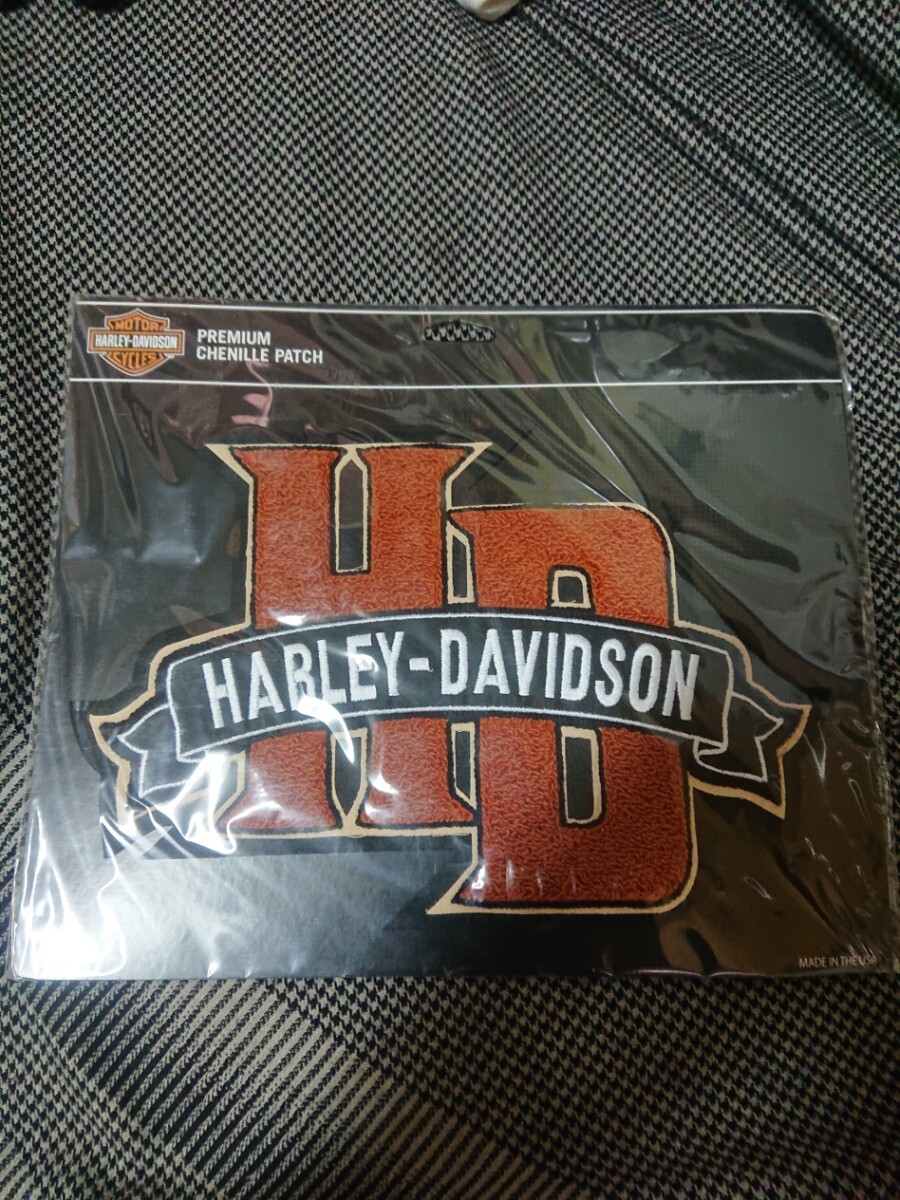 MOTOR
HARLEY-DAVIDSON
CYCLES
PREMIUM
CHENILLE PATCH
HD
HARLEY-DAVIDSON
MADE IN THE USA